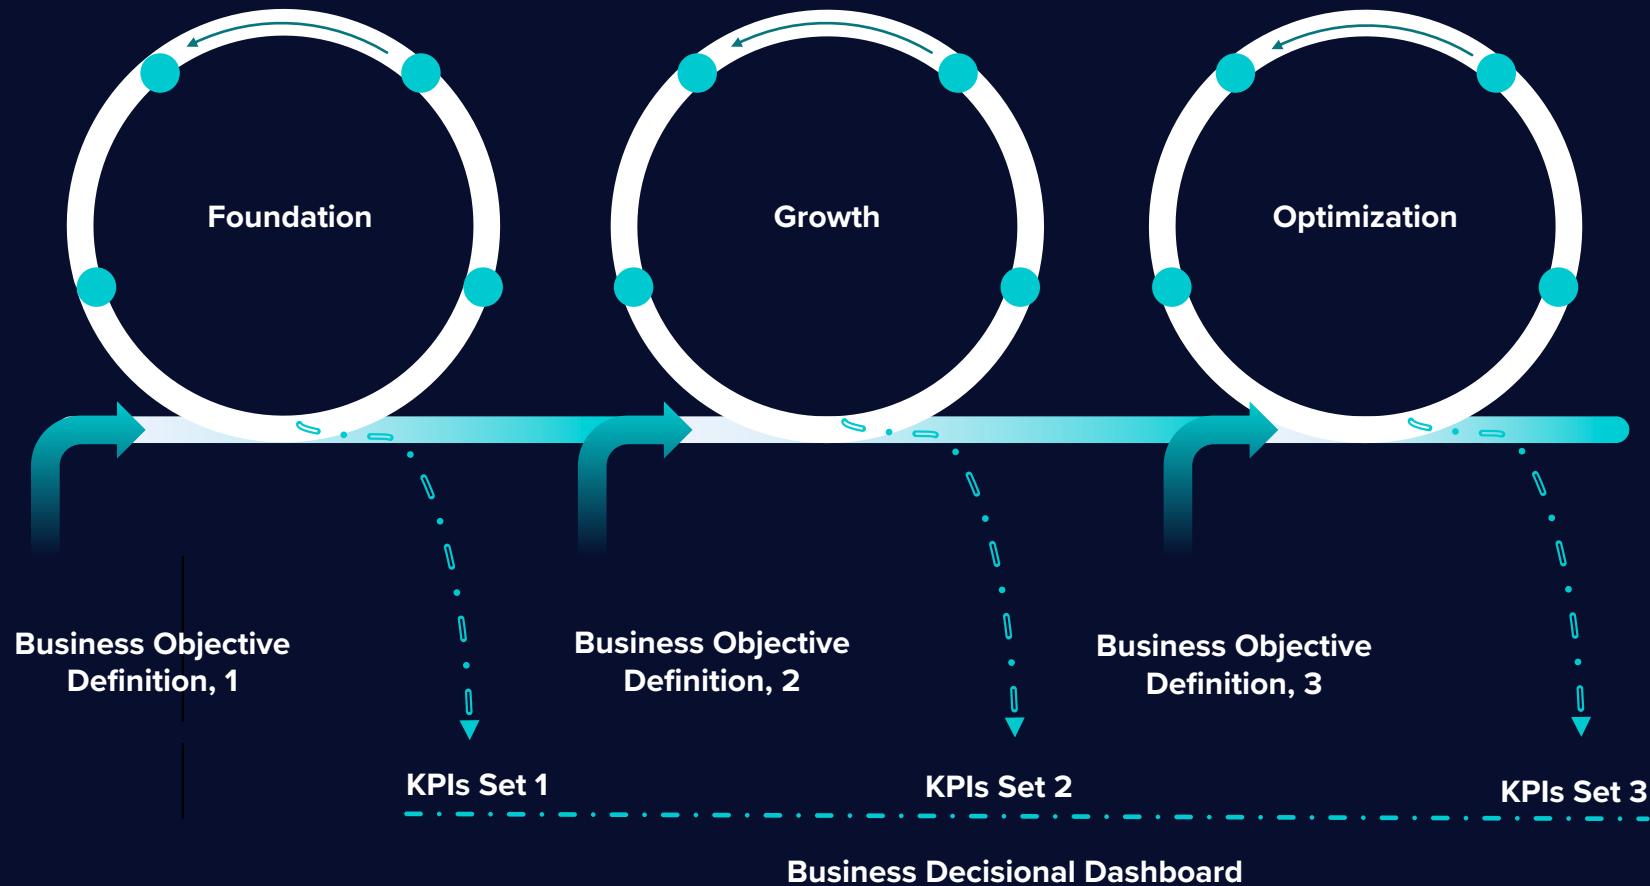 Foundation
Growth
Optimization
Business Objective
Definition, 1
Business Objective
Definition, 2
Business Objective
Definition, 3
KPIs Set 1
KPIs Set 2
KPIs Set 3
Business Decisional Dashboard